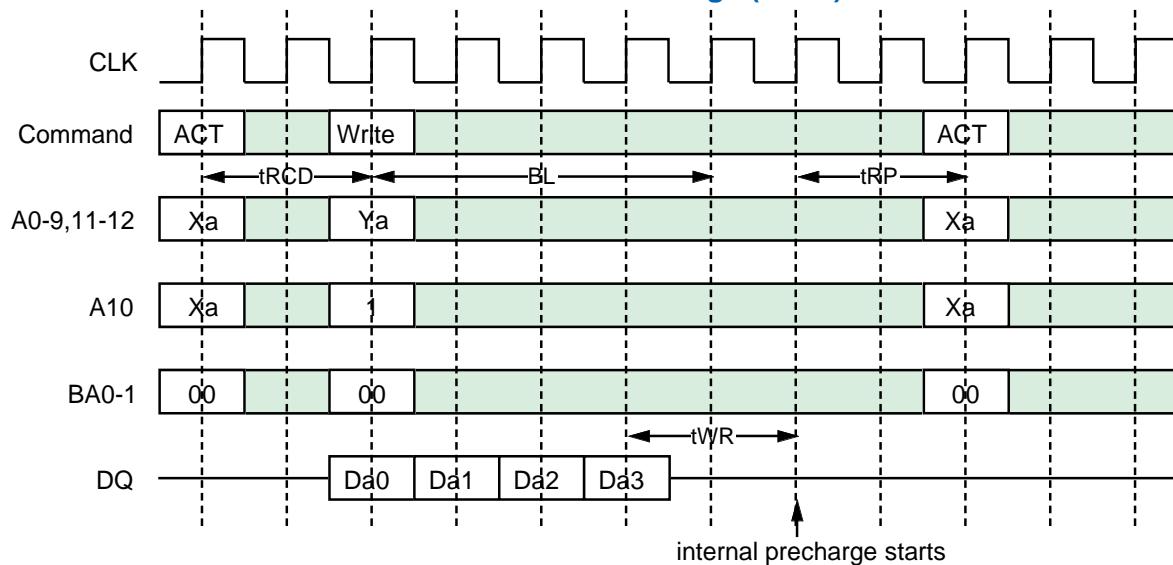 CLK
Command ACT Write ACT
tRCD BL tRP
A0-9,11-12 Xa Ya Xa
A10 Xa 1 Xa
BA0-1 00 00 00
tWR
DQ Da0 Da1 Da2 Da3
internal precharge starts